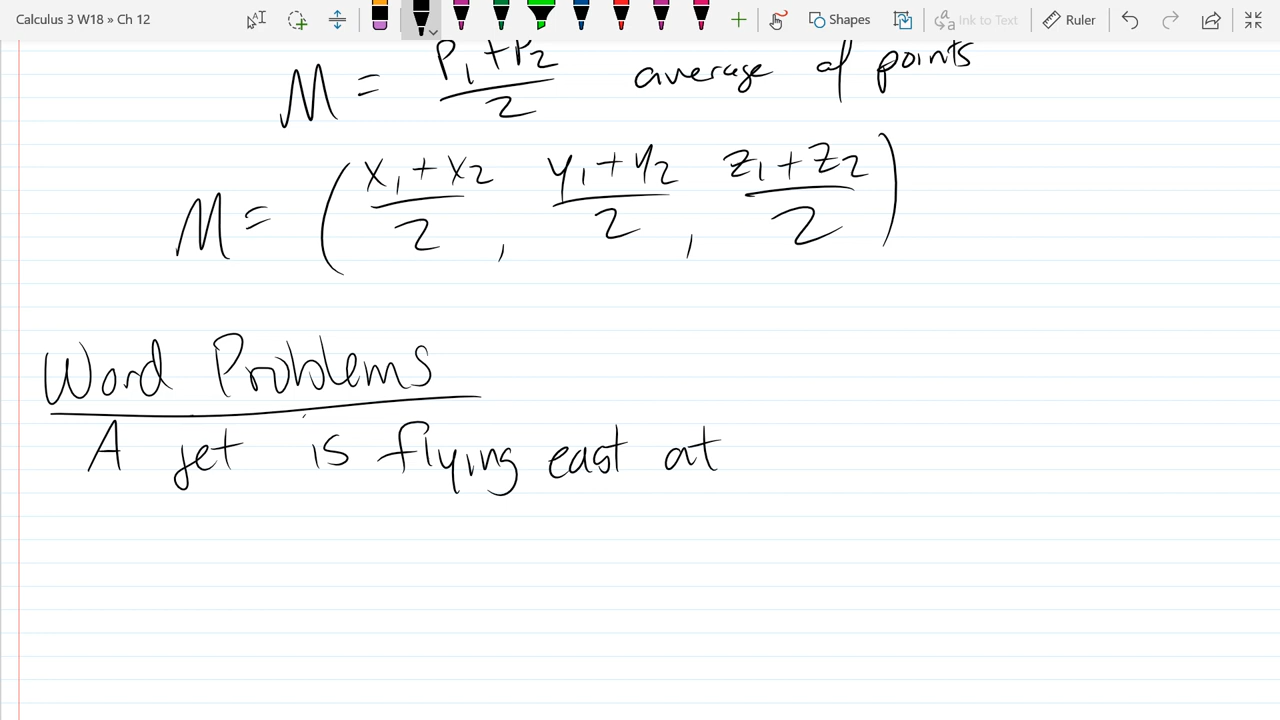 Calculus 3 W18 » Ch 12 Shapes Ink to Text Ruler
M = P₁+P₂/2 average of points
M = (x₁+x₂/2, y₁+y₂/2, z₁+z₂/2)
Word Problems
A jet is flying east at